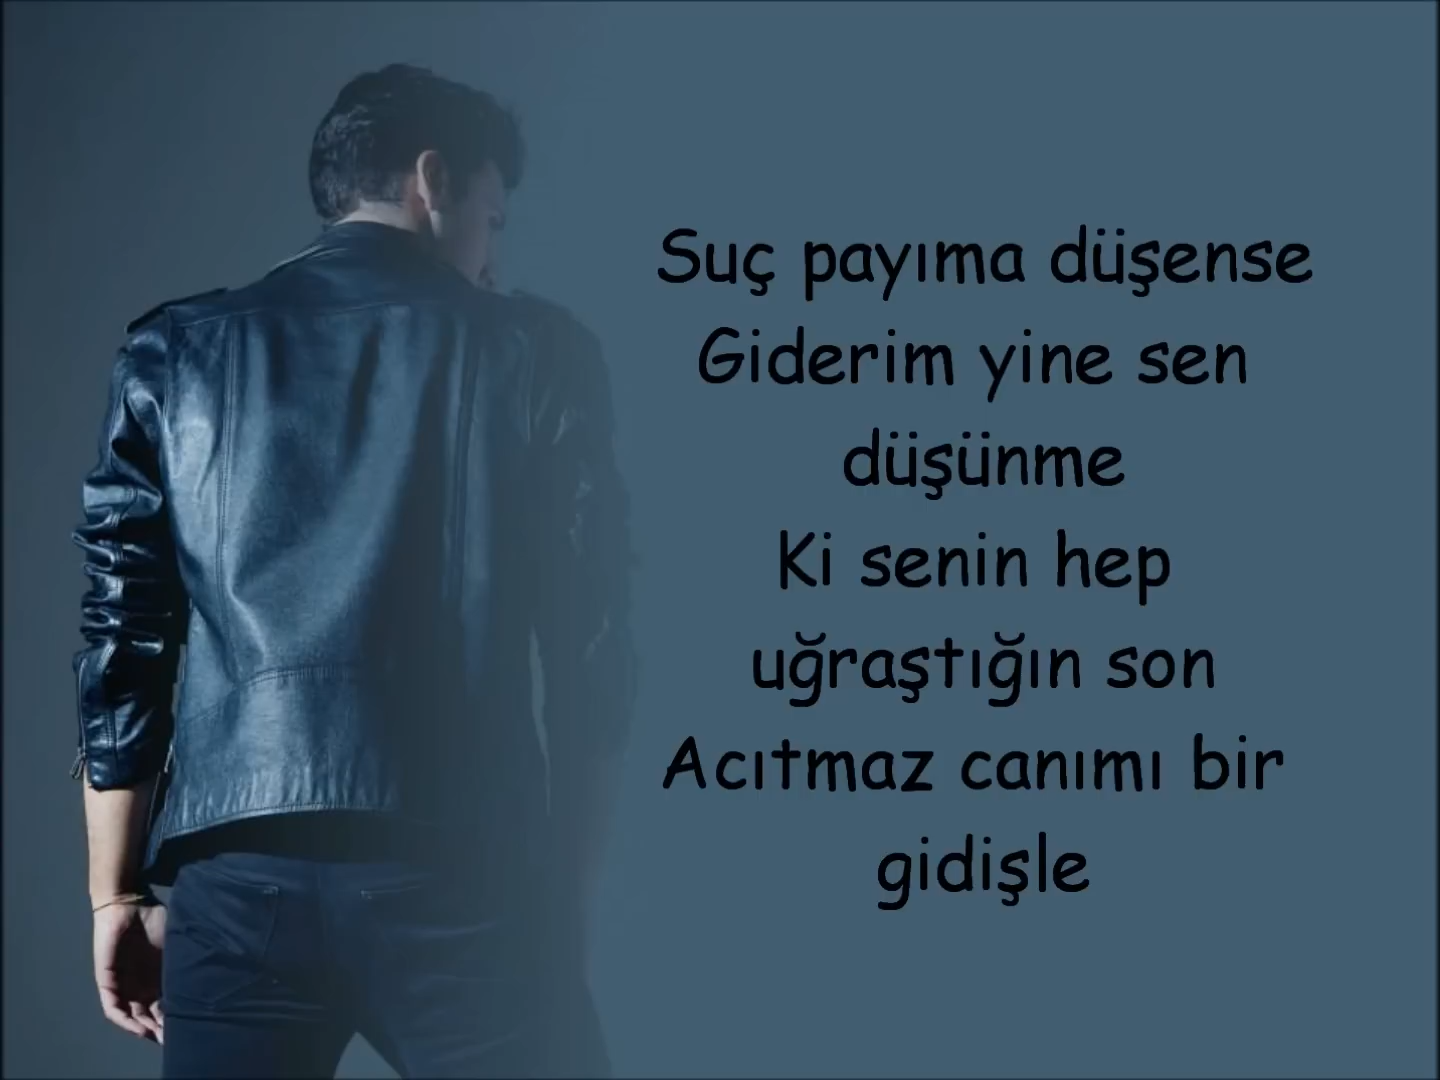 Suç payıma düşense
Giderim yine sen
düşünme
Ki senin hep
uğraştığın son
Acıtmaz canımı bir
gidişle